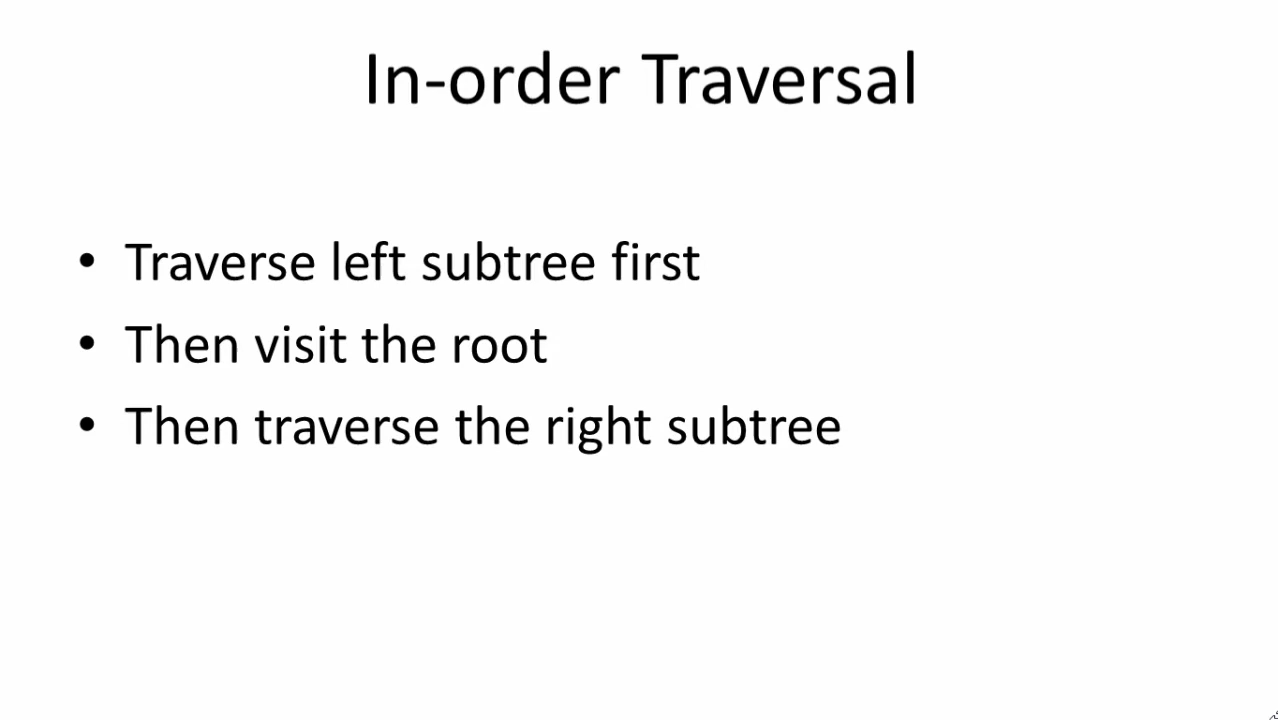 In-order Traversal
• Traverse left subtree first
• Then visit the root
• Then traverse the right subtree